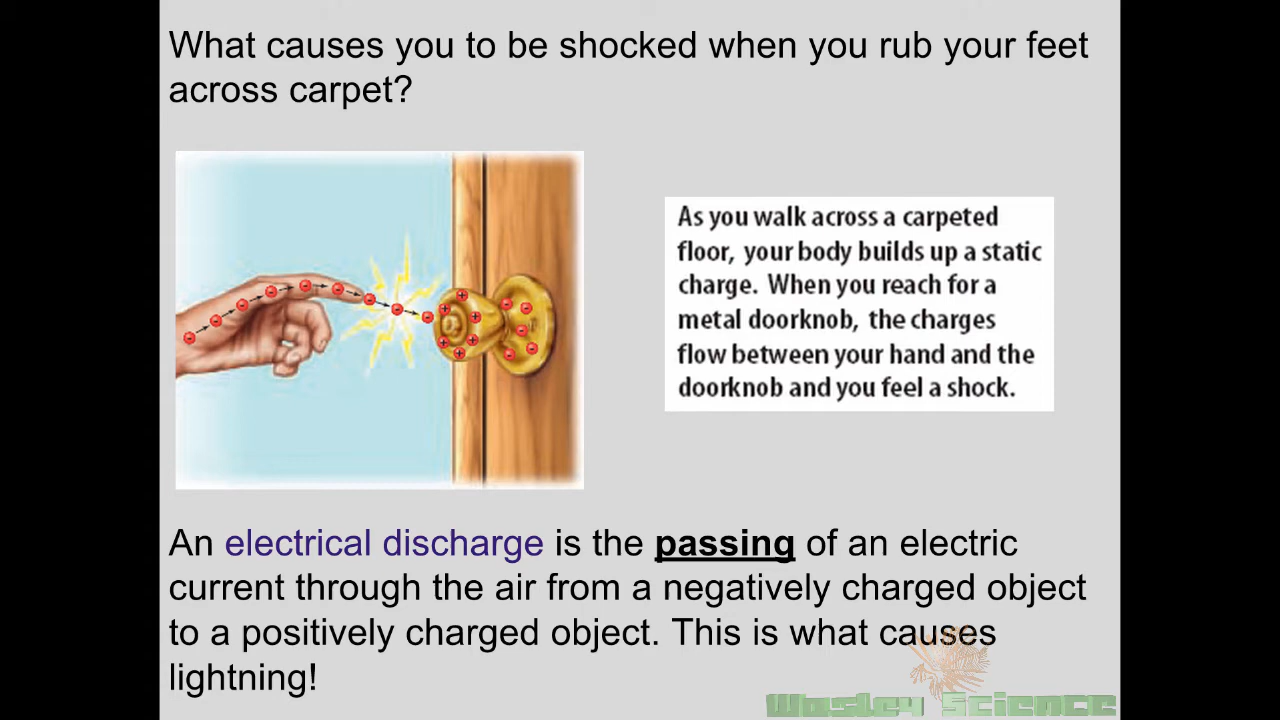 What causes you to be shocked when you rub your feet
across carpet?
As you walk across a carpeted
floor, your body builds up a static
charge. When you reach for a
metal doorknob, the charges
flow between your hand and the
doorknob and you feel a shock.
An electrical discharge is the passing of an electric
current through the air from a negatively charged object
to a positively charged object. This is what causes
lightning!
Wesley Science